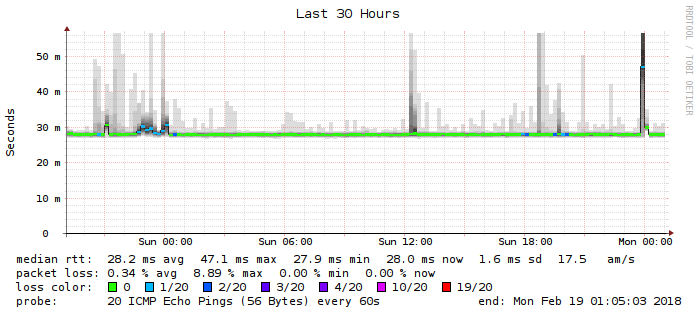 Last 30 Hours
RRDTOOL / TOBI OETIKER
Seconds
50 m
40 m
30 m
20 m
10 m
0
Sun 00:00 Sun 06:00 Sun 12:00 Sun 18:00 Mon 00:00
median rtt: 28.2 ms avg 47.1 ms max 27.9 ms min 28.0 ms now 1.6 ms sd 17.5 am/s
packet loss: 0.34 % avg 8.89 % max 0.00 % min 0.00 % now
loss color: 0 1/20 2/20 3/20 4/20 10/20 19/20
probe: 20 ICMP Echo Pings (56 Bytes) every 60s end: Mon Feb 19 01:05:03 2018